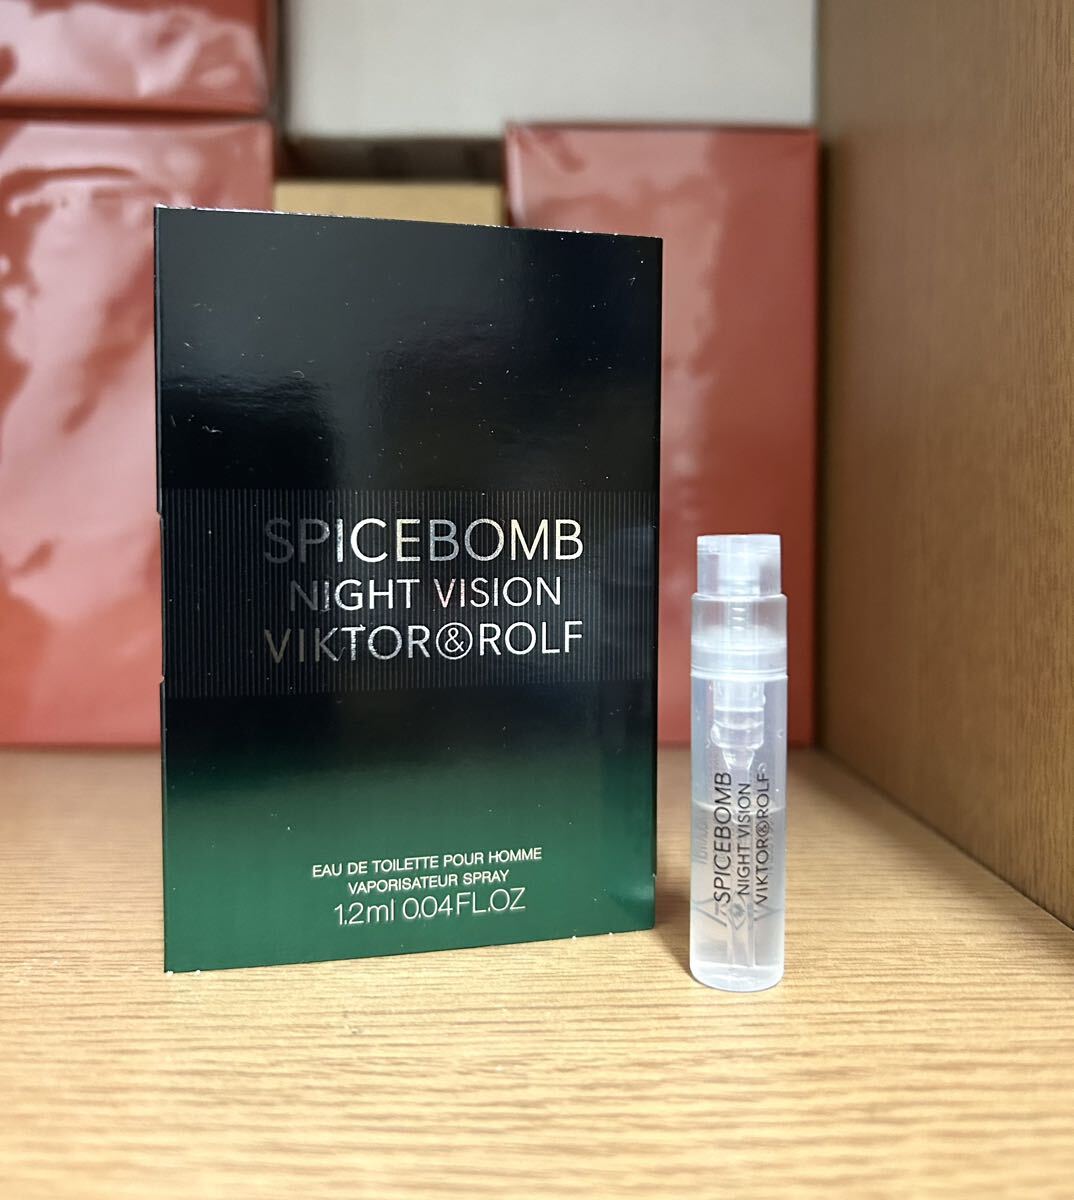 SPICEBOMB
NIGHT VISION
VIKTOR&ROLF
EAU DE TOILETTE POUR HOMME
VAPORISATEUR SPRAY
1.2ml 0.04FL.OZ
SPICEBOMB
NIGHT VISION
VIKTOR&ROLF